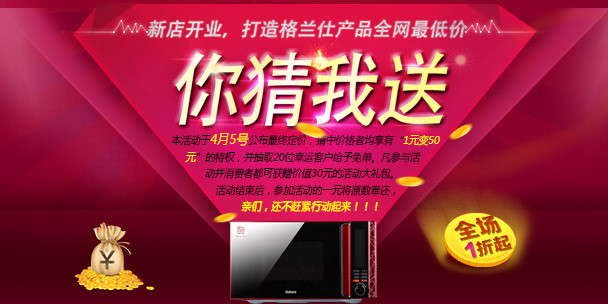 新店开业，打造格兰仕产品全网最低价
你猜我送
本活动于4月5号公布最终定价，猜中价格者均享有“1元变50
元”的特权，并抽取20位幸运客户给予免单。凡参与活
动并消费者都可获赠价值30元的活动大礼包。
活动结束后，参加活动的一元将原数奉还，
亲们，还不赶紧行动起来！！！
¥
全场
1折起
Galanz